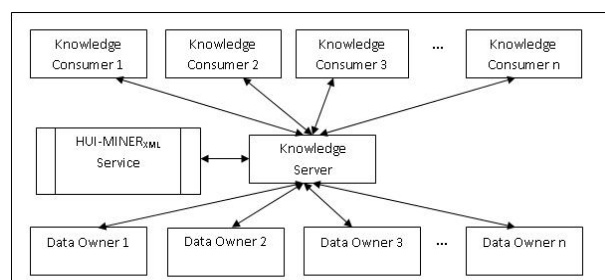 Knowledge
Consumer 1
Knowledge
Consumer 2
Knowledge
Consumer 3
...
Knowledge
Consumer n
HUI-MINERXML
Service
Knowledge
Server
Data Owner 1
Data Owner 2
Data Owner 3
...
Data Owner n